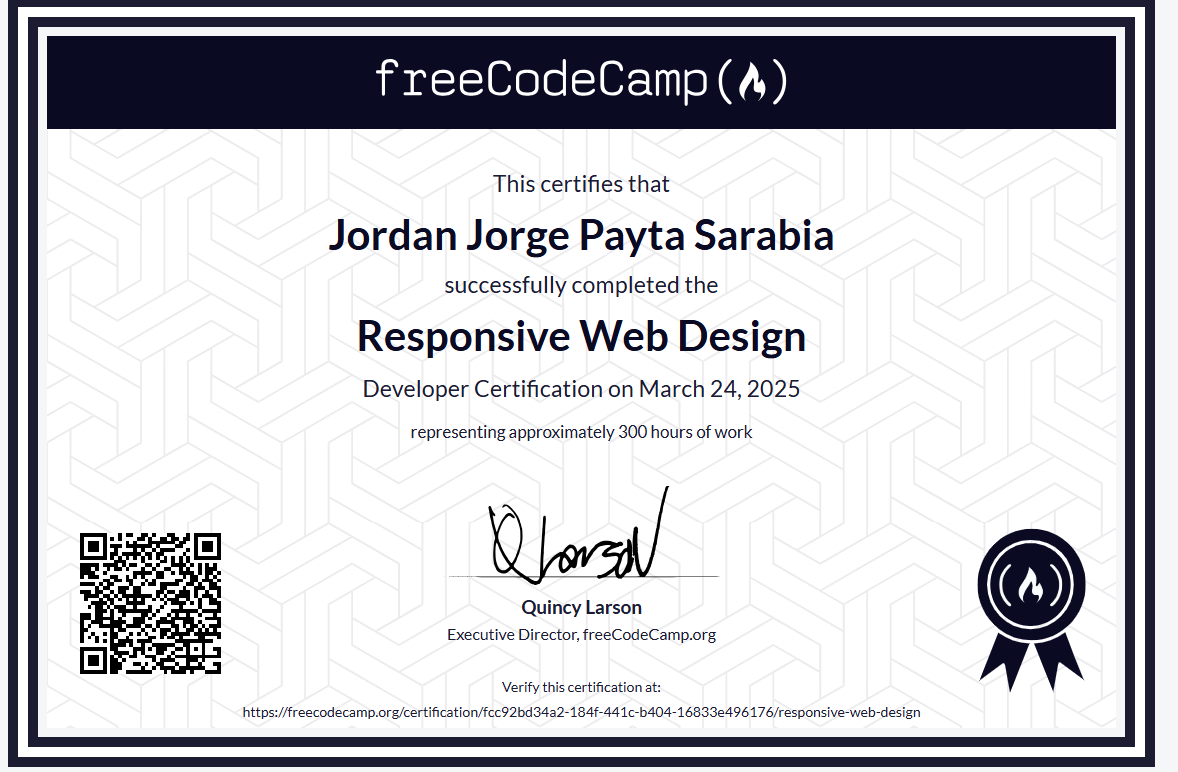 freeCodeCamp
This certifies that
Jordan Jorge Payta Sarabia
successfully completed the
Responsive Web Design
Developer Certification on March 24, 2025
representing approximately 300 hours of work
Quincy Larson
Executive Director, freeCodeCamp.org
Verify this certification at:
https://freecodecamp.org/certification/fcc92bd34a2-184f-441c-b404-16833e496176/responsive-web-design